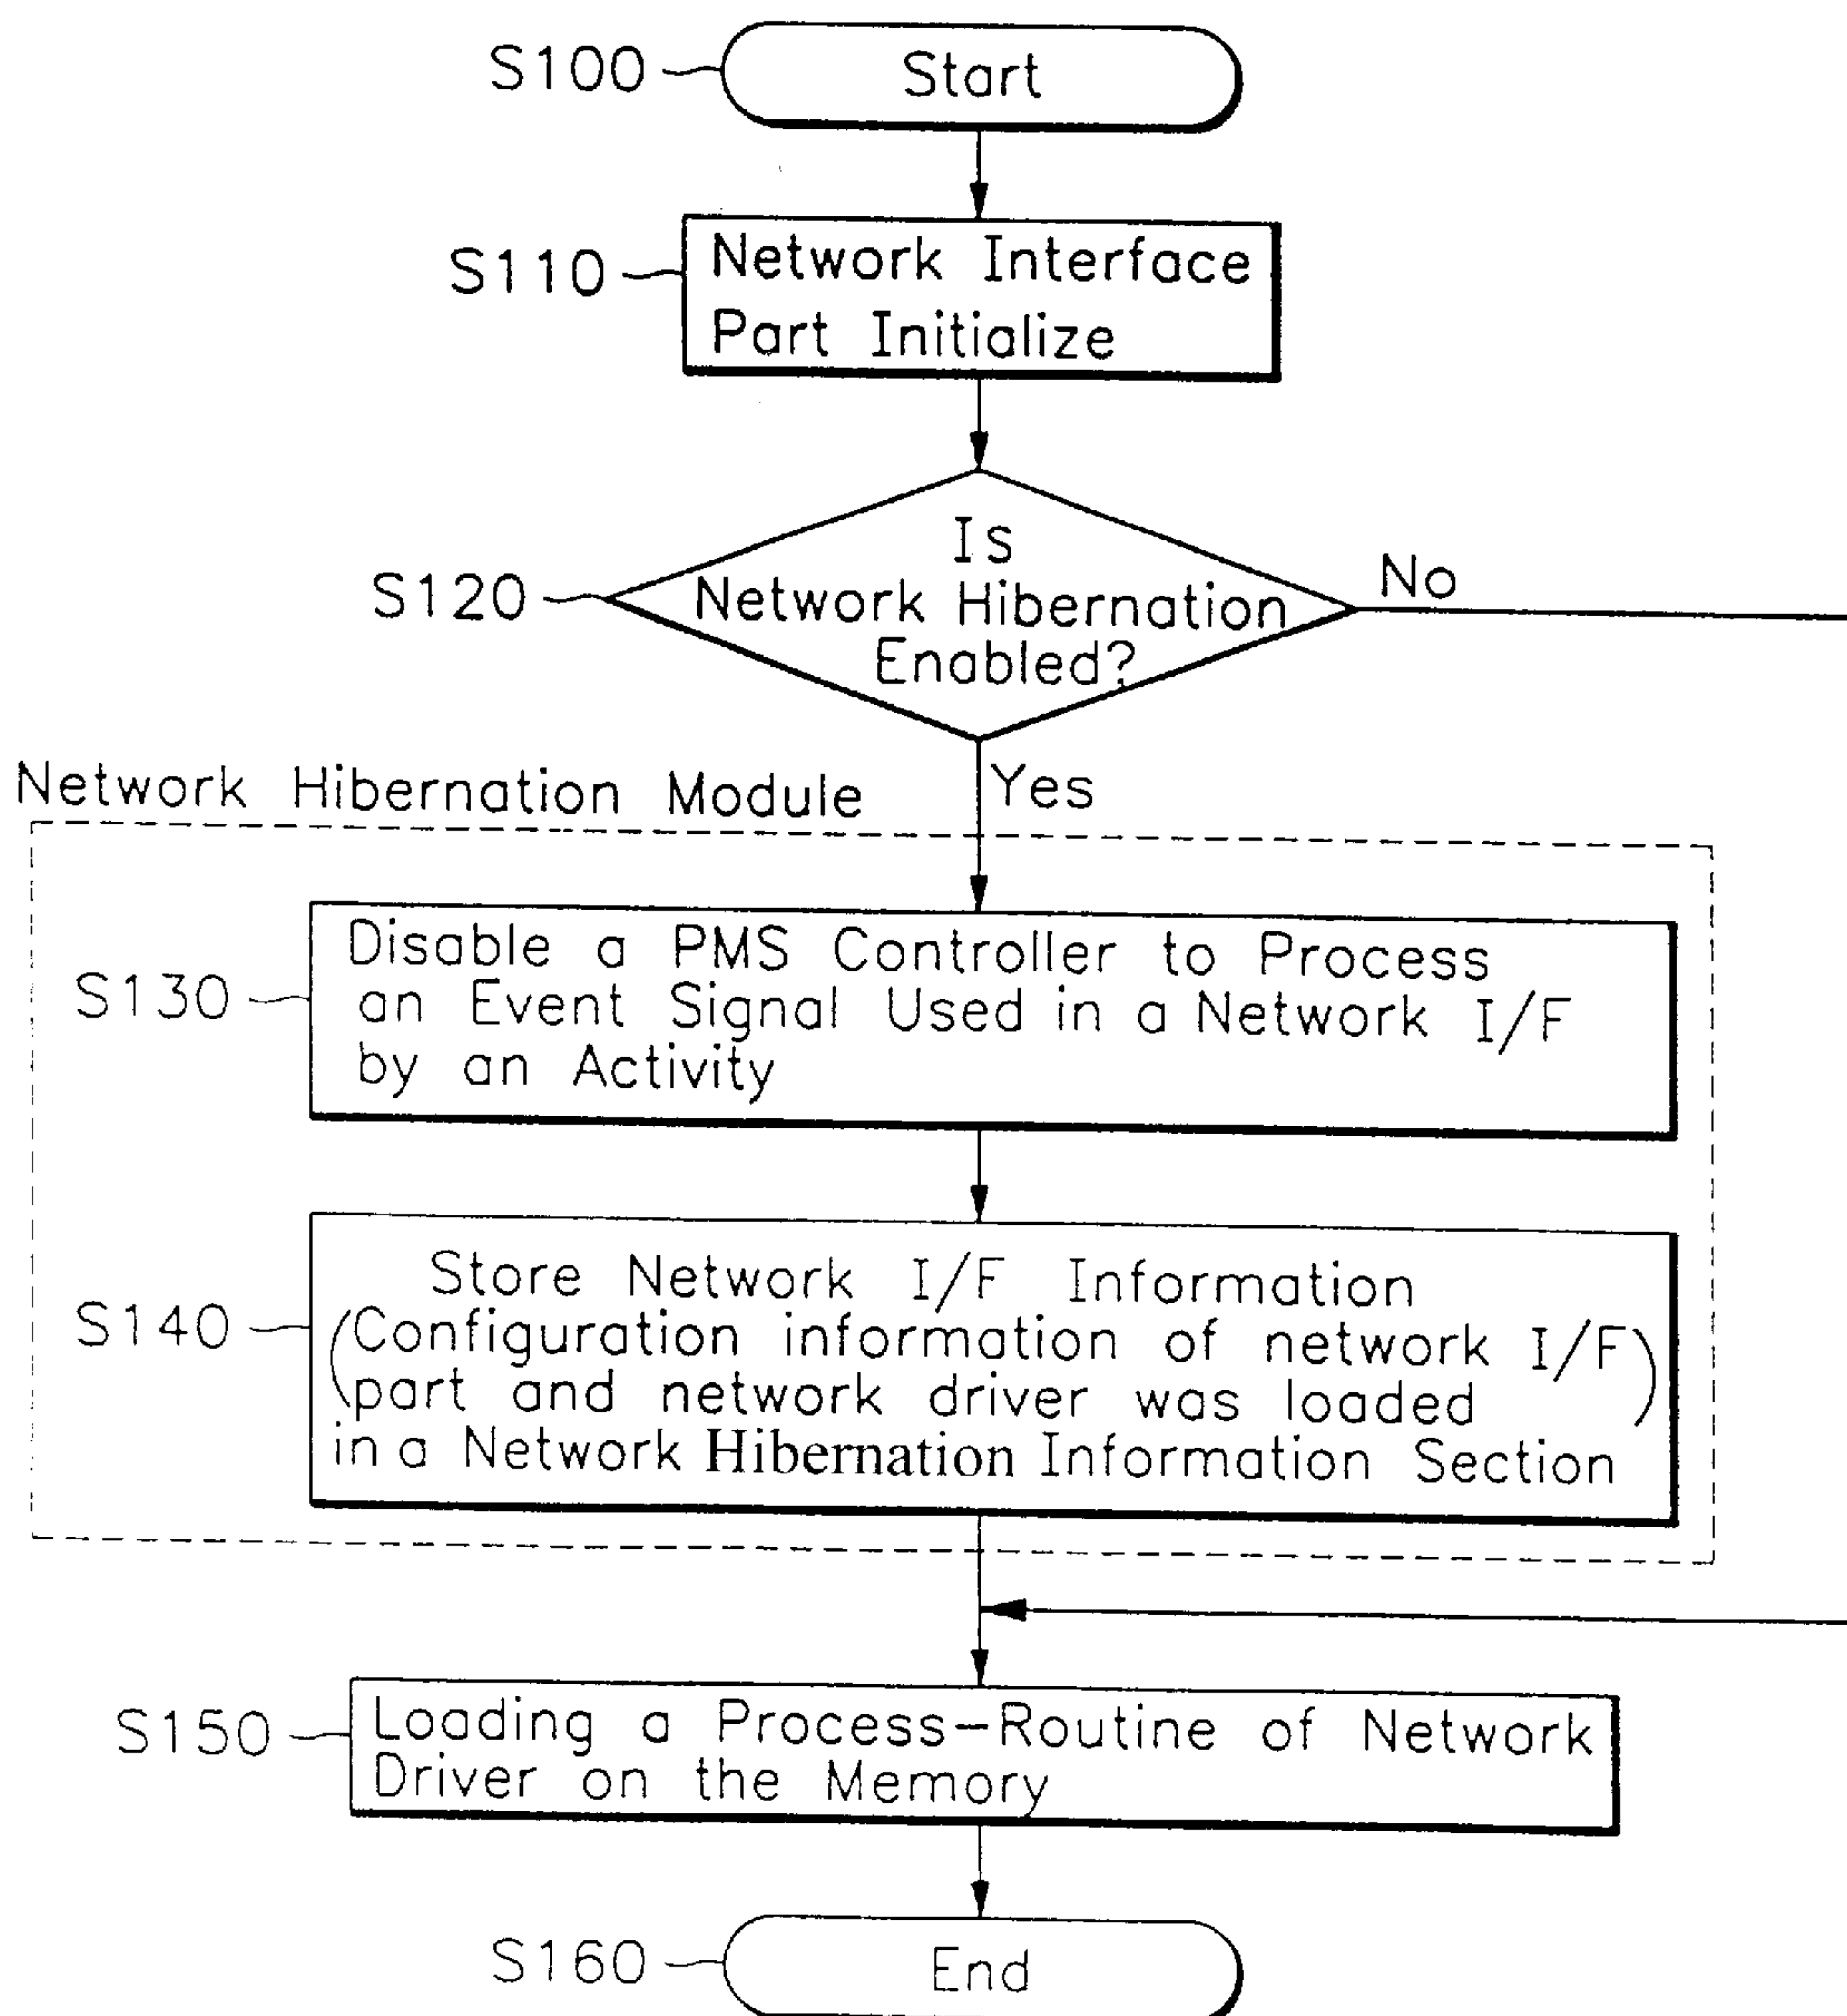 S100
Start
S110
Network Interface
Part Initialize
S120
Is
Network Hibernation
Enabled?
No
Yes
Network Hibernation Module
S130
Disable a PMS Controller to Process
an Event Signal Used in a Network I/F
by an Activity
S140
Store Network I/F Information
(Configuration information of network I/F)
(part and network driver was loaded)
in a Network Hibernation Information Section
S150
Loading a Process-Routine of Network
Driver on the Memory
S160
End